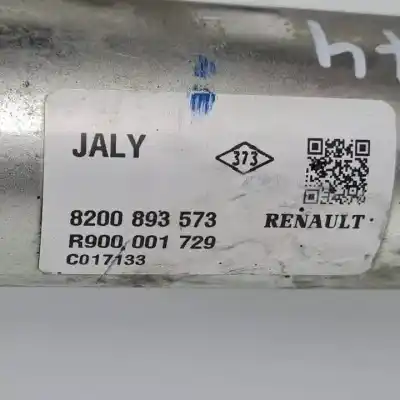 JALY
373
8200 893 573
RENAULT
R900 001 729
C017133